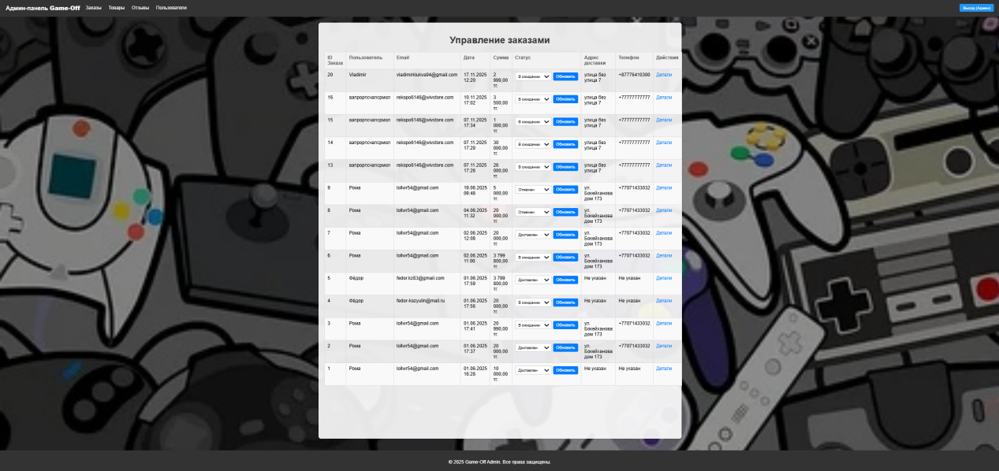 Админ-панель Game-Off Заказы Товары Отзывы Пользователи Выход (Админ)
Управление заказами
ID Заказа Пользователь Email Дата Сумма Статус Адрес доставки Телефон Действия
20 Vladimir vladimirklukva94@gmail.com 17.11.2025 12:20 2 999,00 тг. В ожидании Обновить улица без улица 7 +87776410300 Детали
16 вапрорпсчапсрмол rekopo6146@wivstore.com 10.11.2025 17:02 3 500,00 тг. В ожидании Обновить улица без улица 7 +77777777777 Детали
15 вапрорпсчапсрмол rekopo6146@wivstore.com 07.11.2025 17:34 1 000,00 тг. В ожидании Обновить улица без улица 7 +77777777777 Детали
14 вапрорпсчапсрмол rekopo6146@wivstore.com 07.11.2025 17:29 30 000,00 тг. В ожидании Обновить улица без улица 7 +77777777777 Детали
13 вапрорпсчапсрмол rekopo6146@wivstore.com 07.11.2025 17:26 26 000,00 тг. В ожидании Обновить улица без улица 7 +77777777777 Детали
9 Рома lollwr54@gmail.com 19.06.2025 09:48 5 000,00 тг. Отменен Обновить ул. Бокейханова дом 173 +77071433032 Детали
8 Рома lollwr54@gmail.com 04.06.2025 11:32 20 000,00 тг. Отменен Обновить ул. Бокейханова дом 173 +77071433032 Детали
7 Рома lollwr54@gmail.com 02.06.2025 12:08 20 000,00 тг. Доставлен Обновить ул. Бокейханова дом 173 +77071433032 Детали
6 Рома lollwr54@gmail.com 02.06.2025 11:00 3 799 800,00 тг. В ожидании Обновить ул. Бокейханова дом 173 +77071433032 Детали
5 Фёдор fedor.kz83@gmail.com 01.06.2025 17:59 3 799 800,00 тг. Доставлен Обновить Не указан Не указан Детали
4 Фёдор fedor-kozyulin@mail.ru 01.06.2025 17:56 20 000,00 тг. В ожидании Обновить Не указан Не указан Детали
3 Рома lollwr54@gmail.com 01.06.2025 17:41 20 990,00 тг. В ожидании Обновить ул. Бокейханова дом 173 +77071433032 Детали
2 Рома lollwr54@gmail.com 01.06.2025 17:37 20 000,00 тг. Доставлен Обновить ул. Бокейханова дом 173 +77071433032 Детали
1 Рома lollwr54@gmail.com 01.06.2025 16:28 10 000,00 тг. Доставлен Обновить Не указан Не указан Детали
© 2025 Game-Off Admin. Все права защищены.